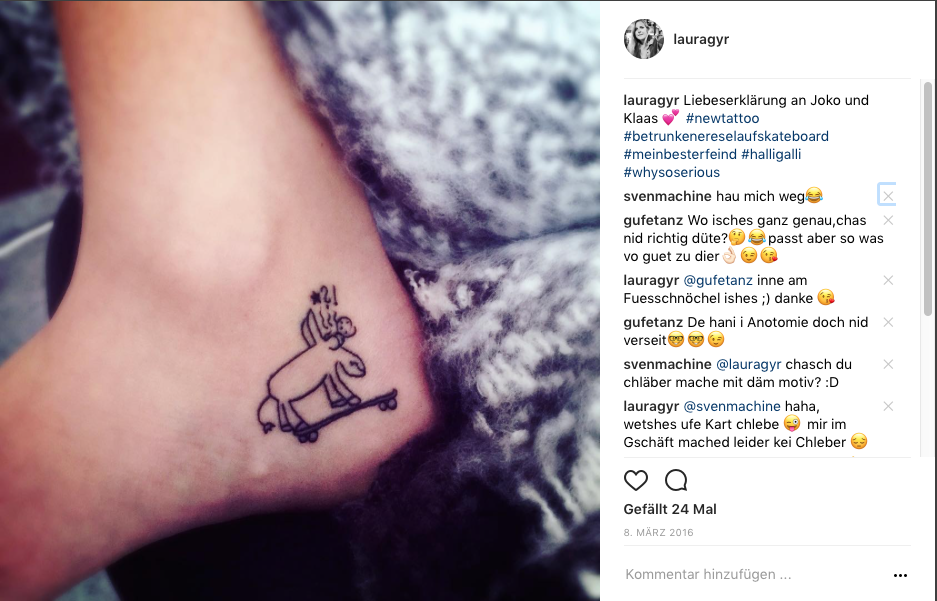 lauragyr
lauragyr Liebeserklärung an Joko und
Klaas 💕 #newtattoo
#betrunkenereselaufskateboard
#meinbesterfeind #halligalli
#whysoserious
svenmachine hau mich weg😂
gufetanz Wo isches ganz genau,chas
nid richtig düte?🤔😂passt aber so was
vo guet zu dier👌🏻😉😘
lauragyr @gufetanz inne am
Fuesschnöchel ishes ;) danke 😘
gufetanz De hani i Anotomie doch nid
verseit🤓🤓😉
svenmachine @lauragyr chasch du
chläber mache mit däm motiv? :D
lauragyr @svenmachine haha,
wetshes ufe Kart chlebe 😜 mir im
Gschäft mached leider kei Chleber 😔
Gefällt 24 Mal
8. MÄRZ 2016
Kommentar hinzufügen ...
*?!